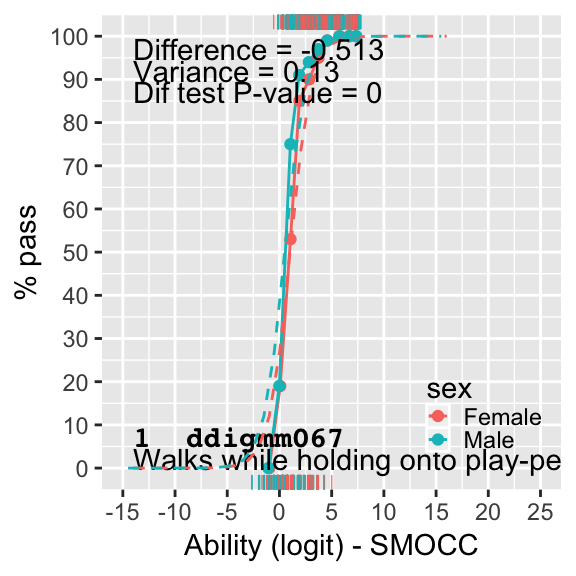 Difference = -0.513
Variance = 0.13
Dif test P-value = 0
100
90
80
70
60
50
40
30
20
10
0
% pass
sex
Female
Male
1 ddigmm067
Walks while holding onto play-pe
-15 -10 -5 0 5 10 15 20 25
Ability (logit) - SMOCC